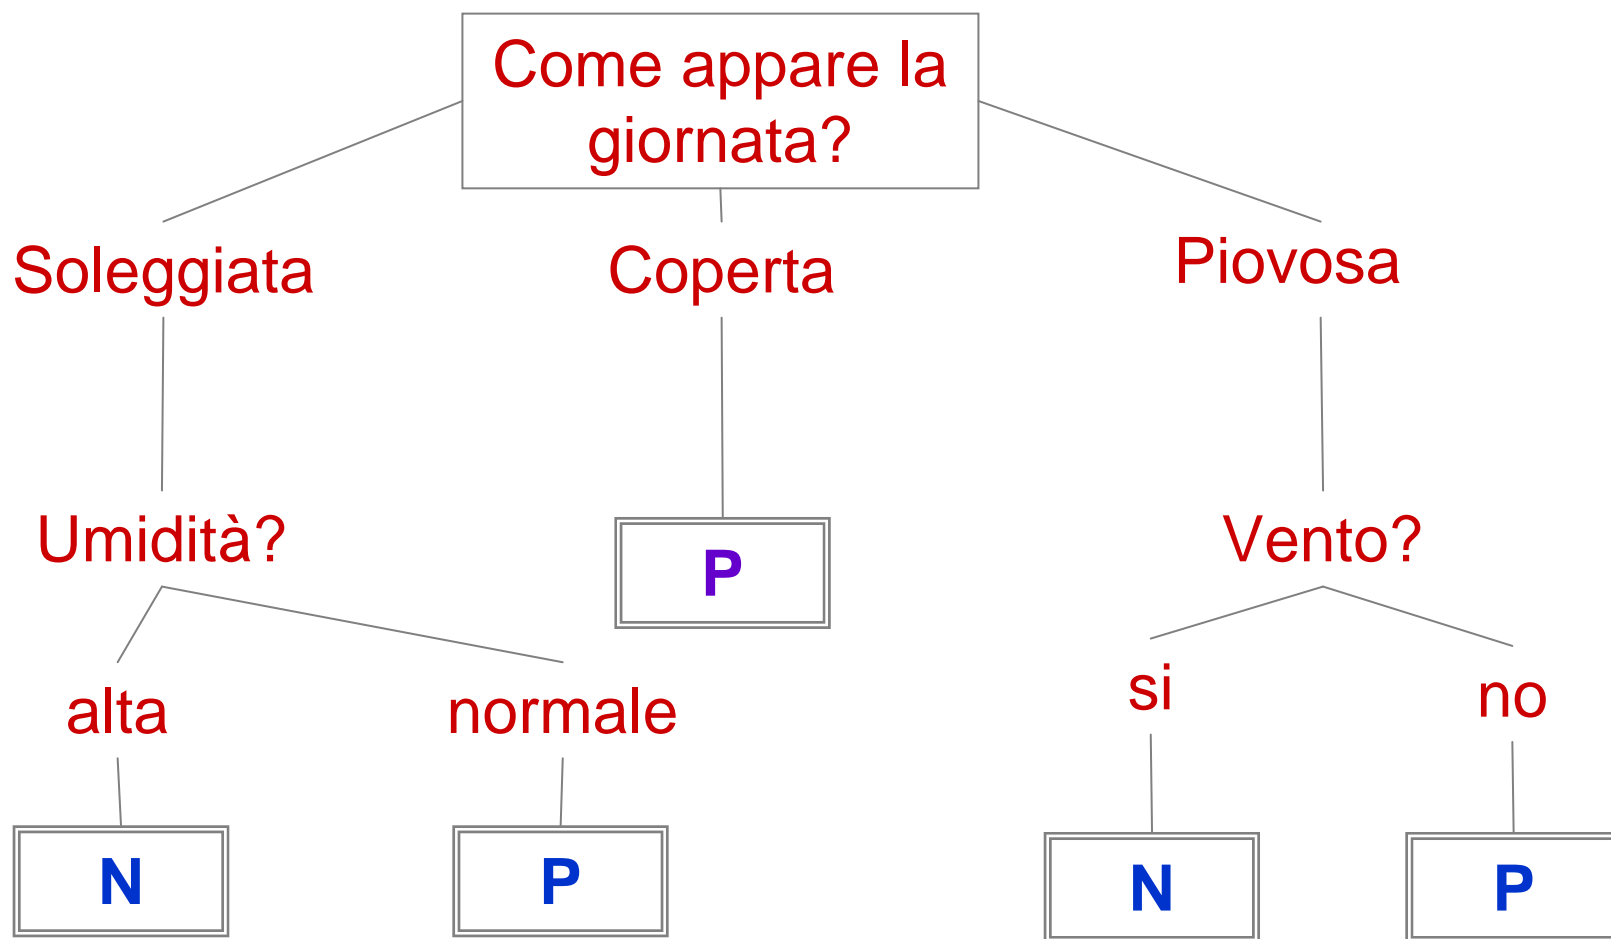 Come appare la
giornata?
Soleggiata
Coperta
Piovosa
Umidità?
P
Vento?
alta
normale
si
no
N
P
N
P